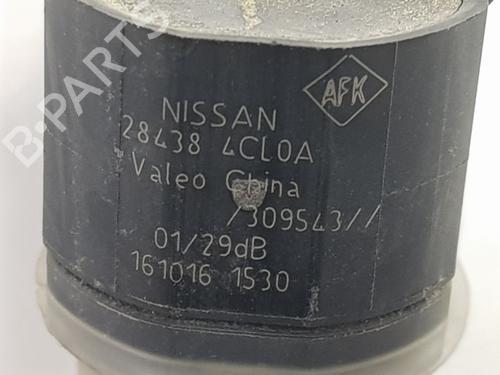 B-PARTS
AFK
NISSAN
28438 4CL0A
Valeo China
/309543//
01/29dB
161016 1530